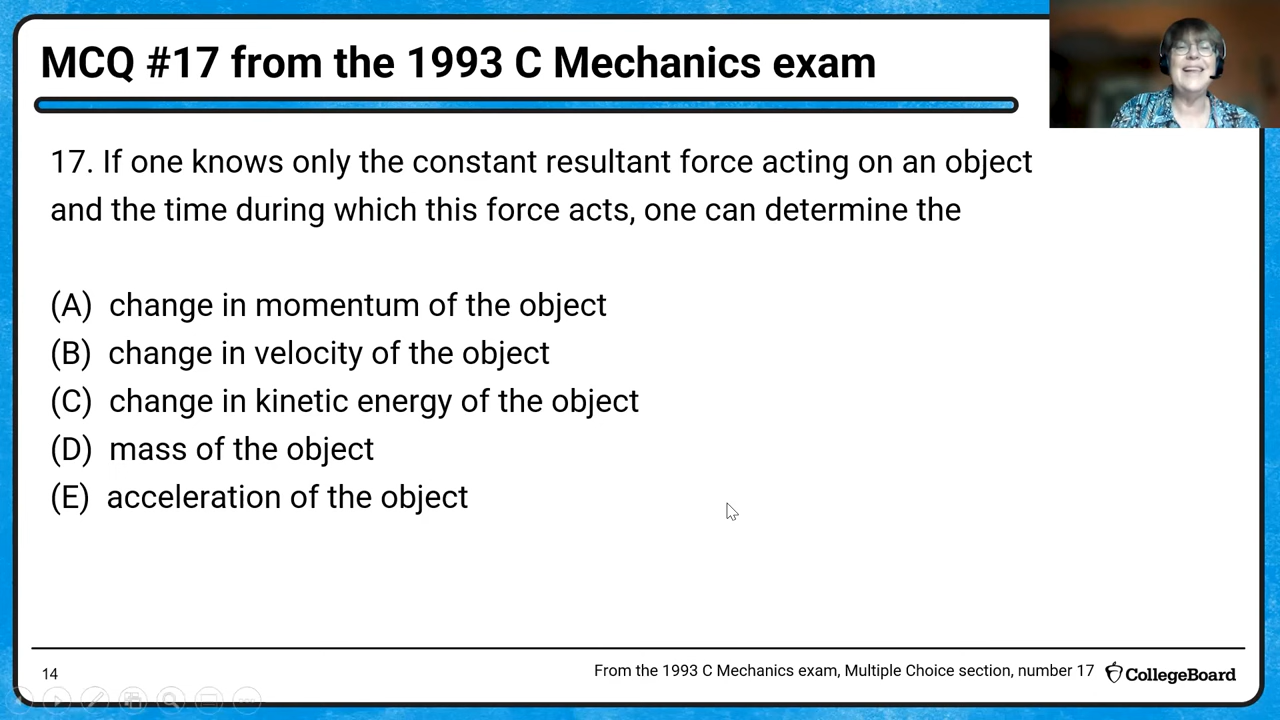 MCQ #17 from the 1993 C Mechanics exam
17. If one knows only the constant resultant force acting on an object
and the time during which this force acts, one can determine the
(A) change in momentum of the object
(B) change in velocity of the object
(C) change in kinetic energy of the object
(D) mass of the object
(E) acceleration of the object
14
From the 1993 C Mechanics exam, Multiple Choice section, number 17
CollegeBoard